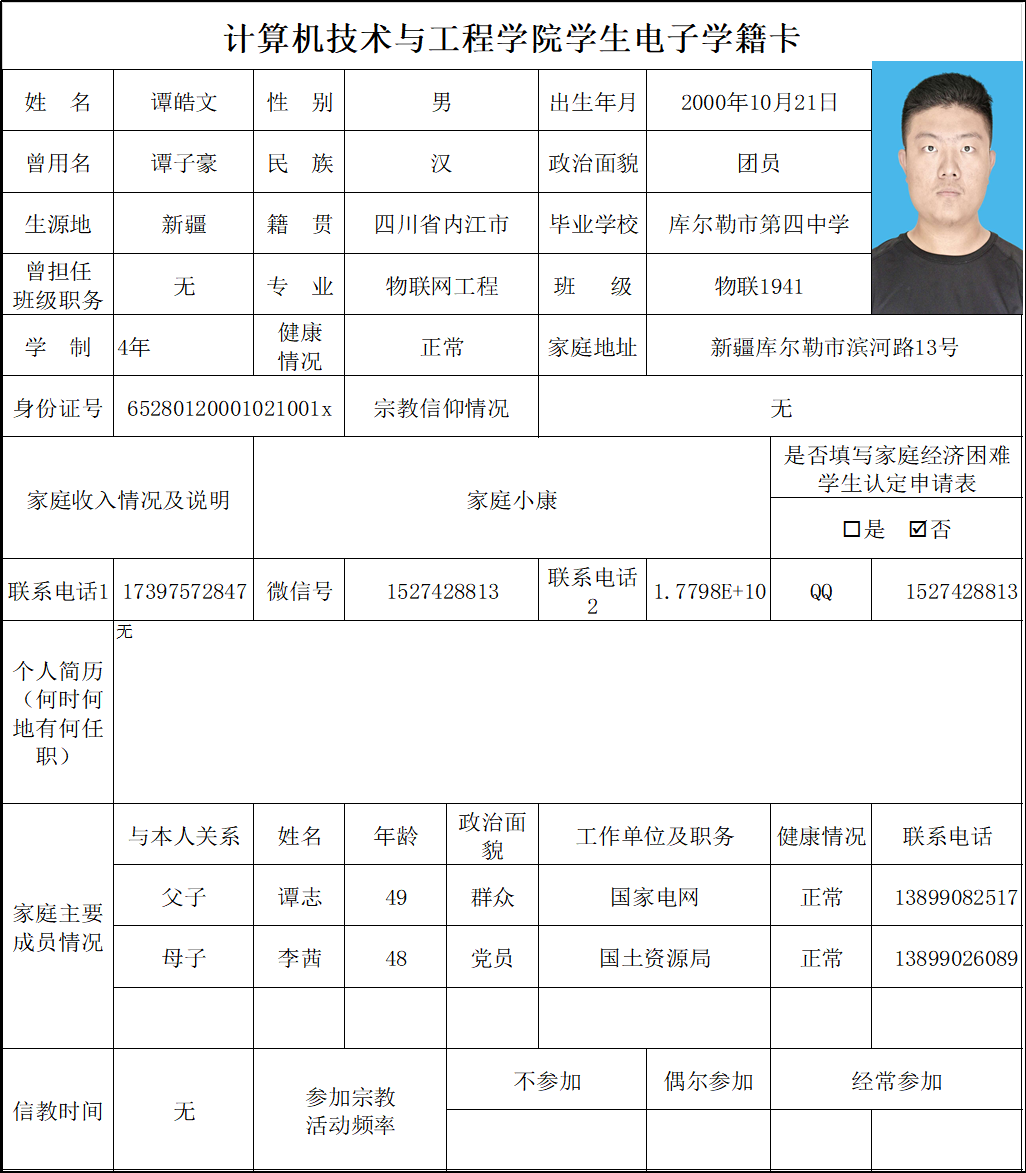 计算机技术与工程学院学生电子学籍卡
姓 名 谭皓文 性 别 男 出生年月 2000年10月21日
曾用名 谭子豪 民 族 汉 政治面貌 团员
生源地 新疆 籍 贯 四川省内江市 毕业学校 库尔勒市第四中学
曾担任
班级职务 无 专 业 物联网工程 班 级 物联1941
学 制 4年 健康
情况 正常 家庭地址 新疆库尔勒市滨河路13号
身份证号 65280120001021001x 宗教信仰情况 无
家庭收入情况及说明 家庭小康 是否填写家庭经济困难
学生认定申请表
☐是 ☑否
联系电话1 17397572847 微信号 1527428813 联系电话
2 1.7798E+10 QQ 1527428813
个人简历
（何时何
地有何任
职） 无
家庭主要
成员情况 与本人关系 姓名 年龄 政治面
貌 工作单位及职务 健康情况 联系电话
父子 谭志 49 群众 国家电网 正常 13899082517
母子 李茜 48 党员 国土资源局 正常 13899026089
信教时间 无 参加宗教
活动频率 不参加 偶尔参加 经常参加